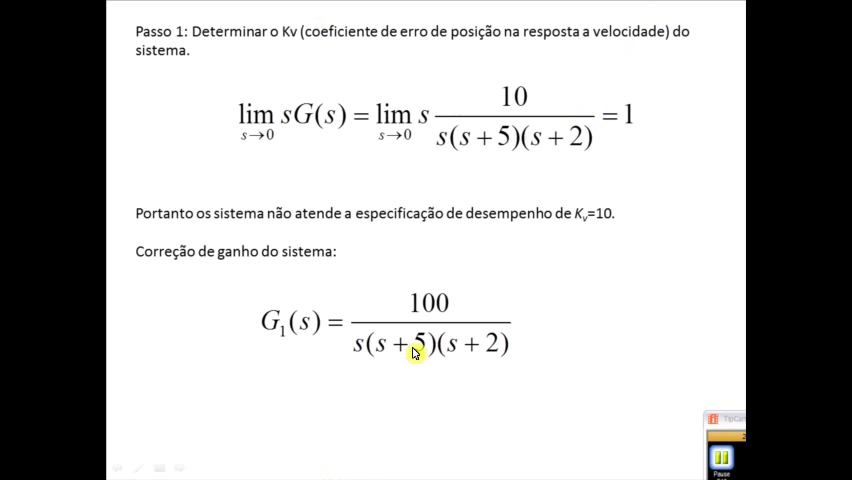 Passo 1: Determinar o Kv (coeficiente de erro de posição na resposta a velocidade) do
sistema.
lim s→0 sG(s) = lim s→0 s 10 / s(s + 5)(s + 2) = 1
Portanto os sistema não atende a especificação de desempenho de Kv=10.
Correção de ganho do sistema:
G1(s) = 100 / s(s + 5)(s + 2)
TipCam
Pause